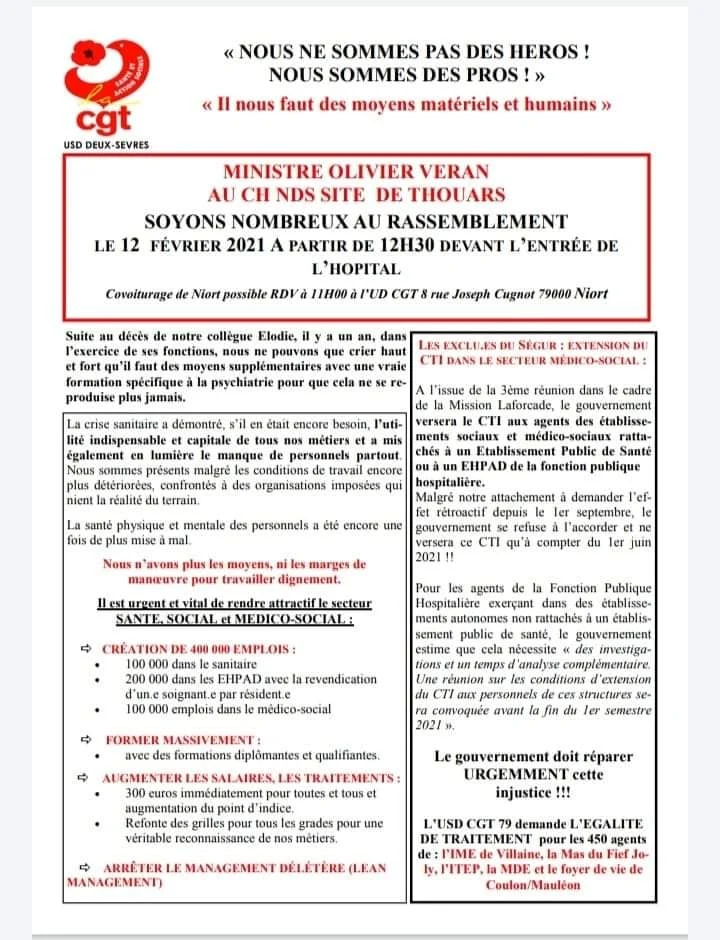 « NOUS NE SOMMES PAS DES HEROS !
NOUS SOMMES DES PROS ! »
« Il nous faut des moyens matériels et humains »
SANTE ET
ACTION SOCIALE
cgt
USD DEUX-SEVRES
MINISTRE OLIVIER VERAN
AU CH NDS SITE DE THOUARS
SOYONS NOMBREUX AU RASSEMBLEMENT
LE 12 FÉVRIER 2021 A PARTIR DE 12H30 DEVANT L’ENTRÉE DE
L’HOPITAL
Covoiturage de Niort possible RDV à 11H00 à l’UD CGT 8 rue Joseph Cugnot 79000 Niort
Suite au décès de notre collègue Elodie, il y a un an, dans
l’exercice de ses fonctions, nous ne pouvons que crier haut
et fort qu’il faut des moyens supplémentaires avec une vraie
formation spécifique à la psychiatrie pour que cela ne se re-
produise plus jamais.
La crise sanitaire a démontré, s’il en était encore besoin, l’uti-
lité indispensable et capitale de tous nos métiers et a mis
également en lumière le manque de personnels partout.
Nous sommes présents malgré les conditions de travail encore
plus détériorées, confrontés à des organisations imposées qui
nient la réalité du terrain.
La santé physique et mentale des personnels a été encore une
fois de plus mise à mal.
Nous n’avons plus les moyens, ni les marges de
manœuvre pour travailler dignement.
Il est urgent et vital de rendre attractif le secteur
SANTE, SOCIAL et MEDICO-SOCIAL :
⇨ CRÉATION DE 400 000 EMPLOIS :
• 100 000 dans le sanitaire
• 200 000 dans les EHPAD avec la revendication
d’un.e soignant.e par résident.e
• 100 000 emplois dans le médico-social
⇨ FORMER MASSIVEMENT :
• avec des formations diplômantes et qualifiantes.
⇨ AUGMENTER LES SALAIRES, LES TRAITEMENTS :
• 300 euros immédiatement pour toutes et tous et
augmentation du point d’indice.
• Refonte des grilles pour tous les grades pour une
véritable reconnaissance de nos métiers.
⇨ ARRÊTER LE MANAGEMENT DÉLÉTÈRE (LEAN
MANAGEMENT)
LES EXCLU.ES DU SÉGUR : EXTENSION DU
CTI DANS LE SECTEUR MÉDICO-SOCIAL :
A l’issue de la 3ème réunion dans le cadre
de la Mission Laforcade, le gouvernement
versera le CTI aux agents des établisse-
ments sociaux et médico-sociaux ratta-
chés à un Etablissement Public de Santé
ou à un EHPAD de la fonction publique
hospitalière.
Malgré notre attachement à demander l’ef-
fet rétroactif depuis le 1er septembre, le
gouvernement se refuse à l’accorder et ne
versera ce CTI qu’à compter du 1er juin
2021 !!
Pour les agents de la Fonction Publique
Hospitalière exerçant dans des établisse-
ments autonomes non rattachés à un établis-
sement public de santé, le gouvernement
estime que cela nécessite « des investiga-
tions et un temps d’analyse complémentaire.
Une réunion sur les conditions d’extension
du CTI aux personnels de ces structures se-
ra convoquée avant la fin du 1er semestre
2021 ».
Le gouvernement doit réparer
URGEMMENT cette
injustice !!!
L’USD CGT 79 demande L’EGALITE
DE TRAITEMENT pour les 450 agents
de : l’IME de Villaine, la Mas du Fief Jo-
ly, l’ITEP, la MDE et le foyer de vie de
Coulon/Mauléon